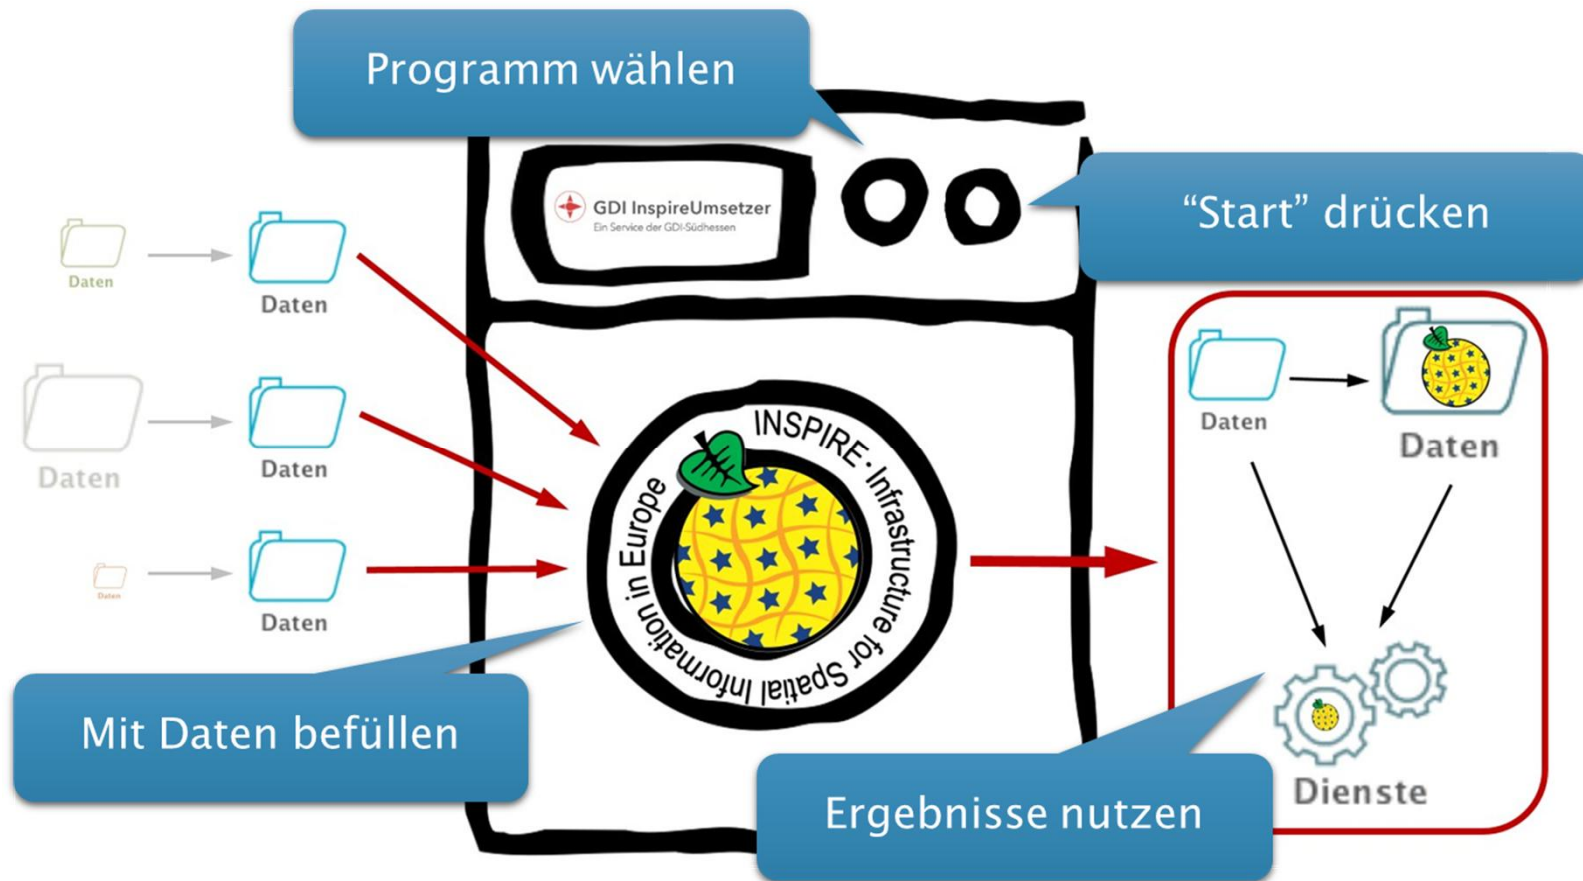 Programm wählen
“Start” drücken
GDI InspireUmsetzer
Ein Service der GDI-Südhessen
Daten
Daten
Daten
Daten
Daten
Daten
INSPIRE · Infrastructure for Spatial Information in Europe
Daten
Daten
Dienste
Mit Daten befüllen
Ergebnisse nutzen